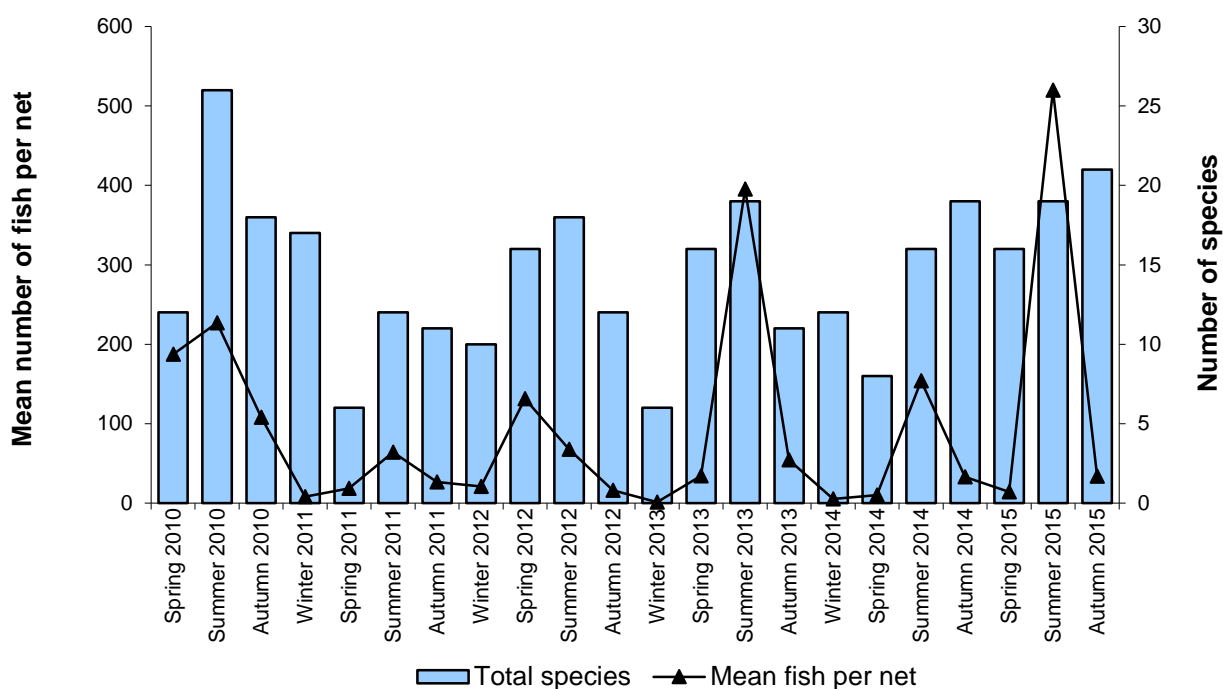 Mean number of fish per net
600
500
400
300
200
100
0
30
25
20
15
10
5
0
Number of species
Spring 2010
Summer 2010
Autumn 2010
Winter 2011
Spring 2011
Summer 2011
Autumn 2011
Winter 2012
Spring 2012
Summer 2012
Autumn 2012
Winter 2013
Spring 2013
Summer 2013
Autumn 2013
Winter 2014
Spring 2014
Summer 2014
Autumn 2014
Spring 2015
Summer 2015
Autumn 2015
Total species
Mean fish per net